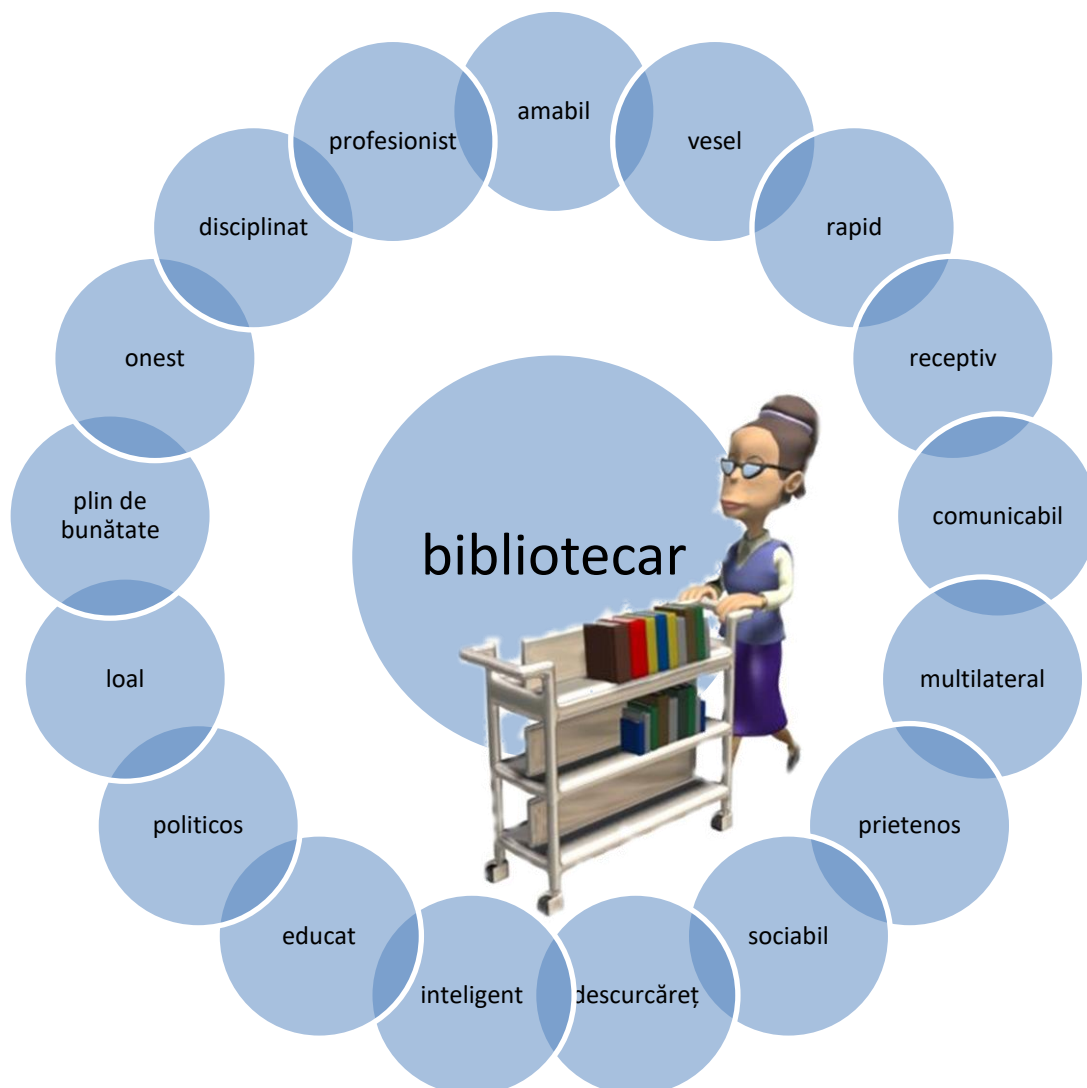 amabil
vesel
rapid
receptiv
comunicabil
multilateral
prietenos
sociabil
descurcăreț
inteligent
educat
politicos
loal
plin de
bunătate
onest
disciplinat
profesionist
bibliotecar